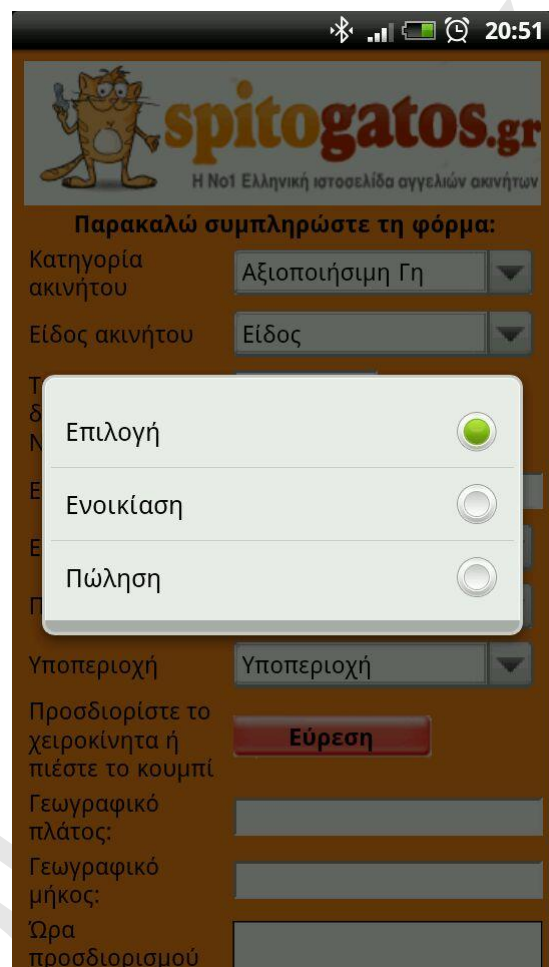 20:51
spitogatos.gr
Η Νο1 Ελληνική ιστοσελίδα αγγελιών ακινήτων
Παρακαλώ συμπληρώστε τη φόρμα:
Κατηγορία
ακινήτου
Αξιοποιήσιμη Γη
Είδος ακινήτου
Είδος
Επιλογή
Ενοικίαση
Πώληση
Υποπεριοχή
Υποπεριοχή
Προσδιορίστε το
χειροκίνητα ή
πιέστε το κουμπί
Εύρεση
Γεωγραφικό
πλάτος:
Γεωγραφικό
μήκος:
Ώρα
προσδιορισμού